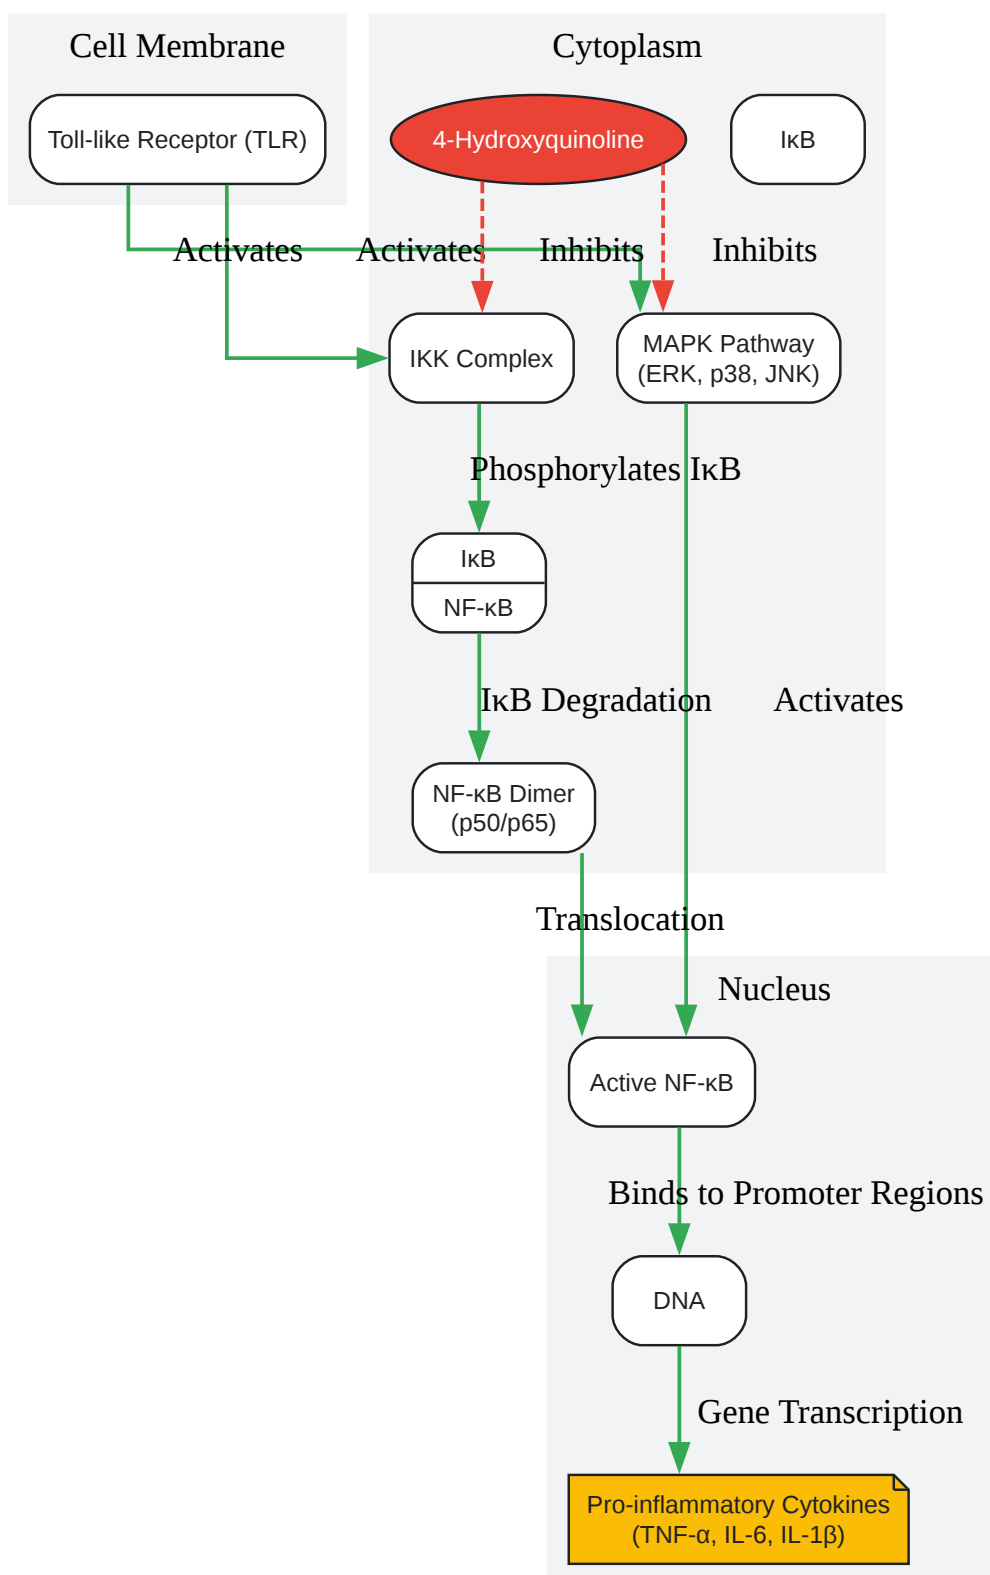 Cell Membrane
Cytoplasm
Toll-like Receptor (TLR)
4-Hydroxyquinoline
IκB
Activates
Activates
Inhibits
Inhibits
IKK Complex
MAPK Pathway
(ERK, p38, JNK)
Phosphorylates IκB
IκB
NF-κB
IκB Degradation
Activates
NF-κB Dimer
(p50/p65)
Translocation
Nucleus
Active NF-κB
Binds to Promoter Regions
DNA
Gene Transcription
Pro-inflammatory Cytokines
(TNF-α, IL-6, IL-1β)